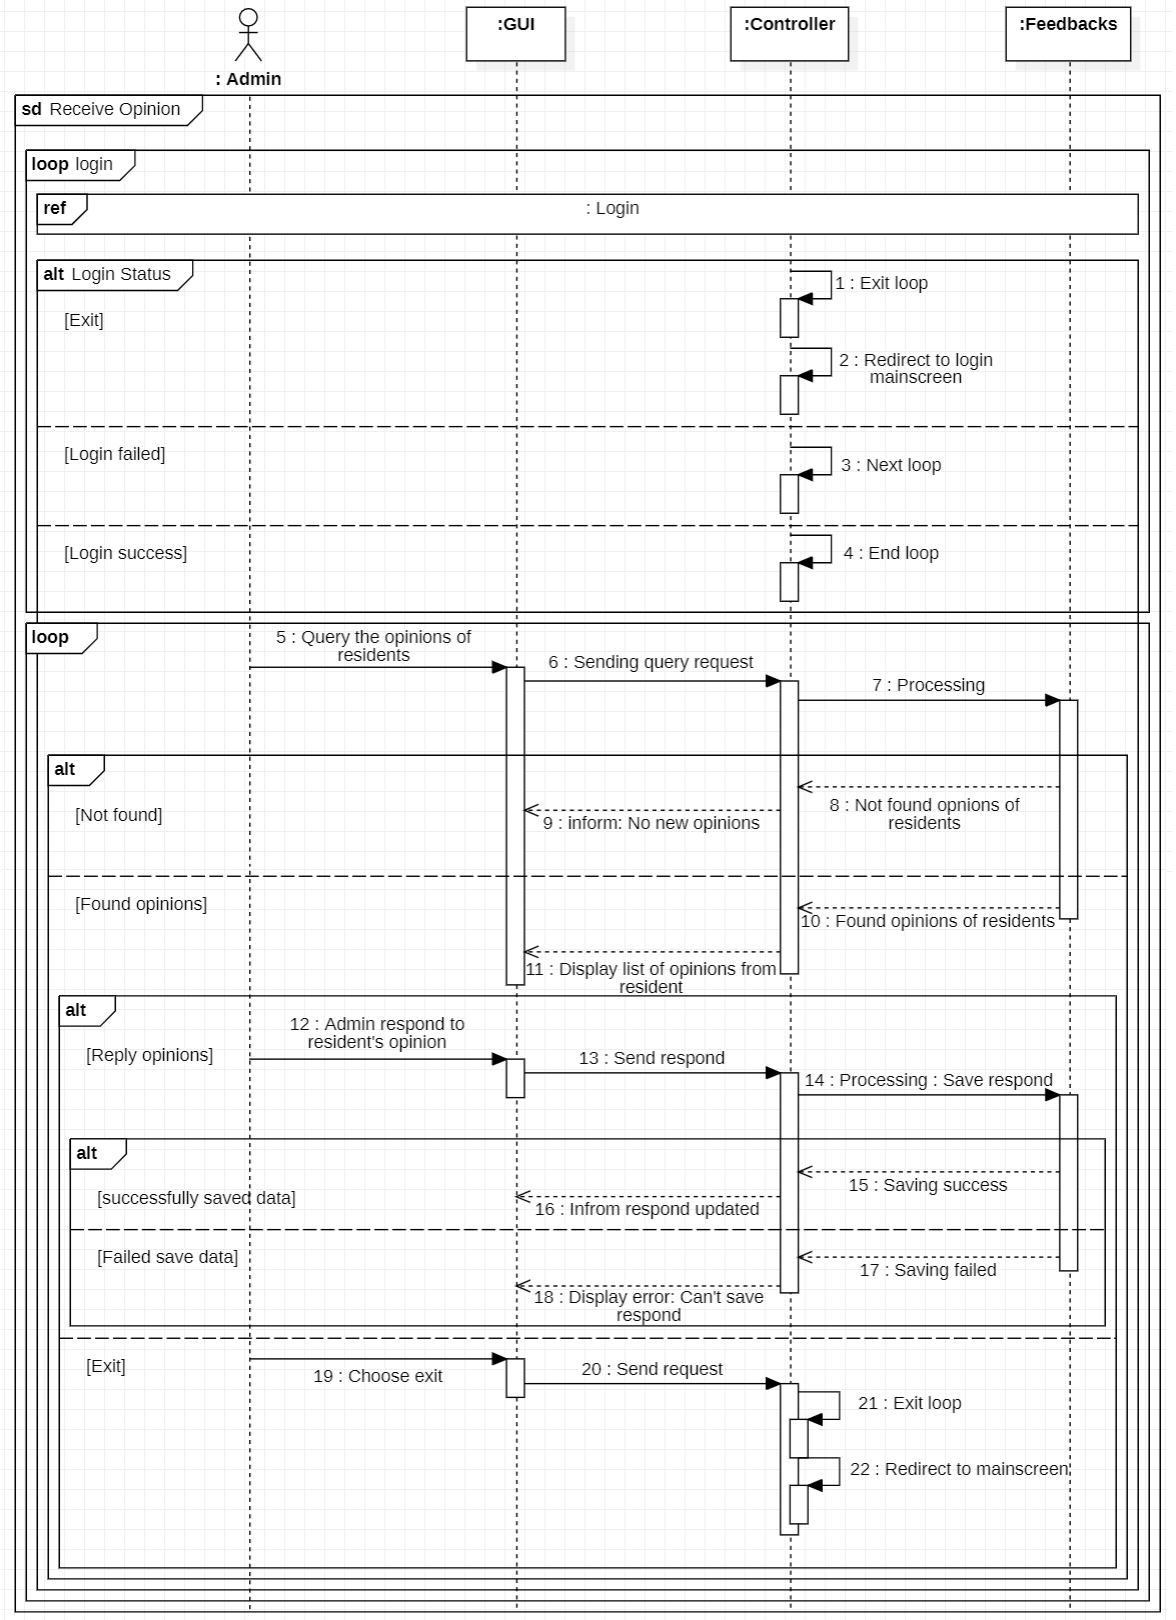 :GUI
:Controller
:Feedbacks
: Admin
sd Receive Opinion
loop login
ref
: Login
alt Login Status
1 : Exit loop
[Exit]
2 : Redirect to login
mainscreen
[Login failed]
3 : Next loop
[Login success]
4 : End loop
loop
5 : Query the opinions of
residents
6 : Sending query request
7 : Processing
alt
[Not found]
8 : Not found opnions of
residents
9 : inform: No new opinions
[Found opinions]
10 : Found opinions of residents
11 : Display list of opinions from
resident
alt
12 : Admin respond to
resident's opinion
[Reply opinions]
13 : Send respond
14 : Processing : Save respond
alt
[successfully saved data]
15 : Saving success
16 : Infrom respond updated
[Failed save data]
17 : Saving failed
18 : Display error: Can't save
respond
[Exit]
19 : Choose exit
20 : Send request
21 : Exit loop
22 : Redirect to mainscreen